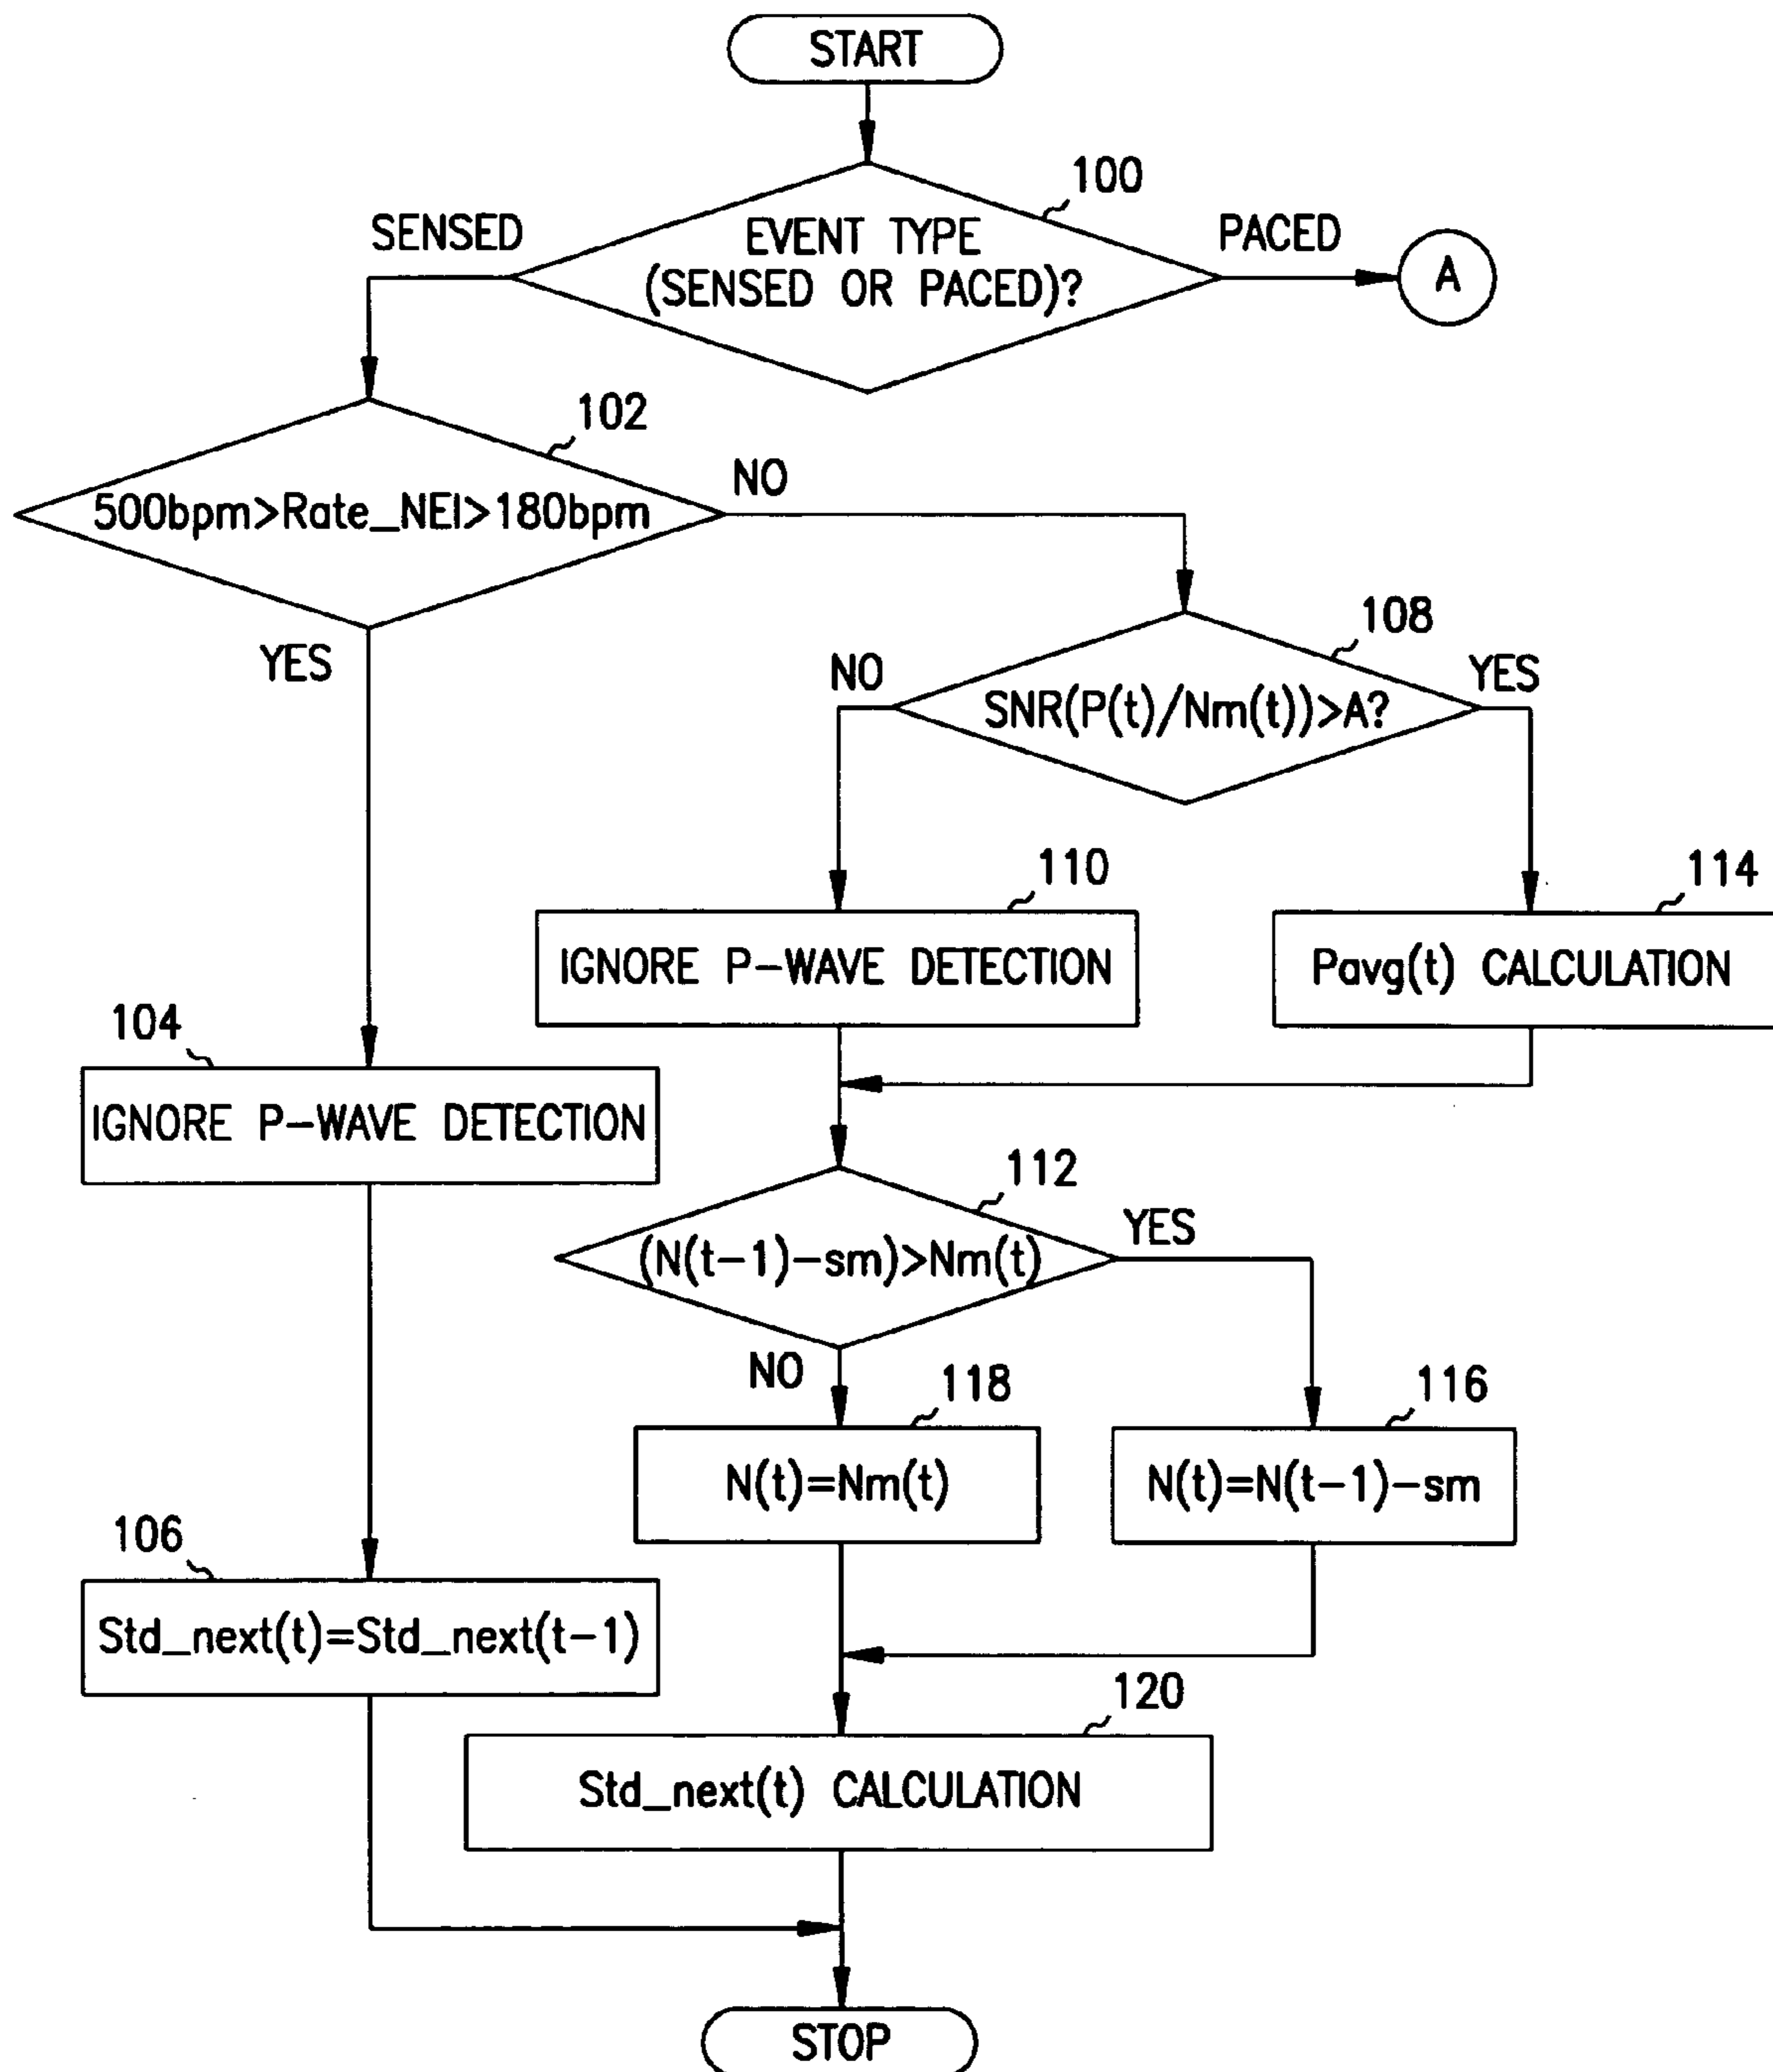 START
100
SENSED
EVENT TYPE
(SENSED OR PACED)?
PACED
A
102
500bpm>Rate_NEI>180bpm
NO
YES
108
NO
SNR(P(t)/Nm(t))>A?
YES
110
114
IGNORE P-WAVE DETECTION
Pavg(t) CALCULATION
104
IGNORE P-WAVE DETECTION
112
(N(t-1)-sm)>Nm(t)
YES
NO
118
116
N(t)=Nm(t)
N(t)=N(t-1)-sm
106
Std_next(t)=Std_next(t-1)
120
Std_next(t) CALCULATION
STOP